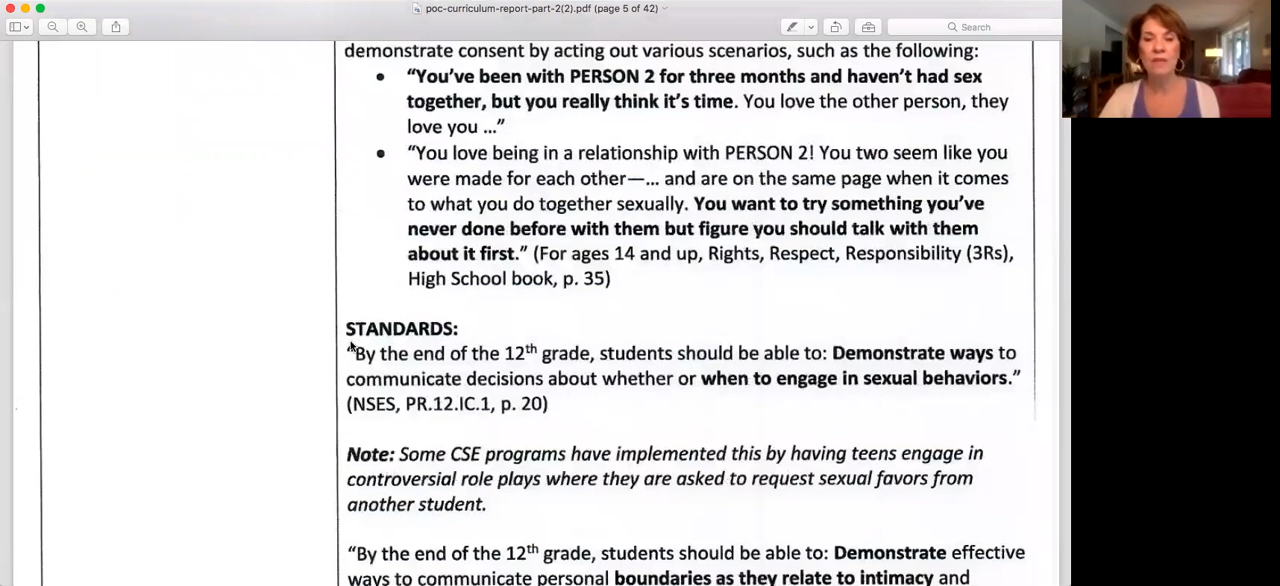 poc-curriculum-report-part-2(2).pdf (page 5 of 42)
Search
demonstrate consent by acting out various scenarios, such as the following:
• “You’ve been with PERSON 2 for three months and haven’t had sex
together, but you really think it’s time. You love the other person, they
love you ...”
• “You love being in a relationship with PERSON 2! You two seem like you
were made for each other—... and are on the same page when it comes
to what you do together sexually. You want to try something you’ve
never done before with them but figure you should talk with them
about it first.” (For ages 14 and up, Rights, Respect, Responsibility (3Rs),
High School book, p. 35)
STANDARDS:
“By the end of the 12th grade, students should be able to: Demonstrate ways to
communicate decisions about whether or when to engage in sexual behaviors.”
(NSES, PR.12.IC.1, p. 20)
Note: Some CSE programs have implemented this by having teens engage in
controversial role plays where they are asked to request sexual favors from
another student.
“By the end of the 12th grade, students should be able to: Demonstrate effective
ways to communicate personal boundaries as they relate to intimacy and